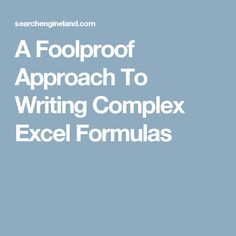 searchengineland.com
A Foolproof
Approach To
Writing Complex
Excel Formulas